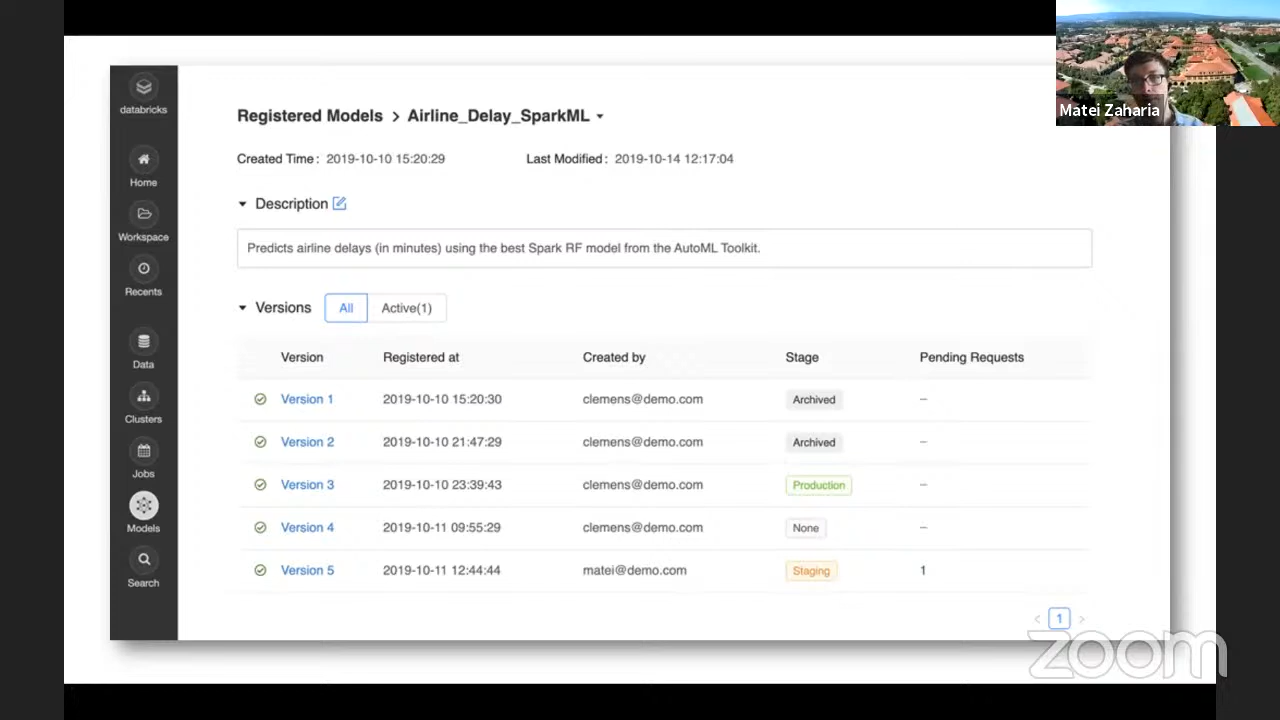 Matei Zaharia
databricks
Home
Workspace
Recents
Data
Clusters
Jobs
Models
Search
Registered Models > Airline_Delay_SparkML
Created Time : 2019-10-10 15:20:29 Last Modified : 2019-10-14 12:17:04
Description
Predicts airline delays (in minutes) using the best Spark RF model from the AutoML Toolkit.
Versions All Active(1)
Version Registered at Created by Stage Pending Requests
Version 1 2019-10-10 15:20:30 clemens@demo.com Archived –
Version 2 2019-10-10 21:47:29 clemens@demo.com Archived –
Version 3 2019-10-10 23:39:43 clemens@demo.com Production –
Version 4 2019-10-11 09:55:29 clemens@demo.com None –
Version 5 2019-10-11 12:44:44 matei@demo.com Staging 1
< 1 >
zoom